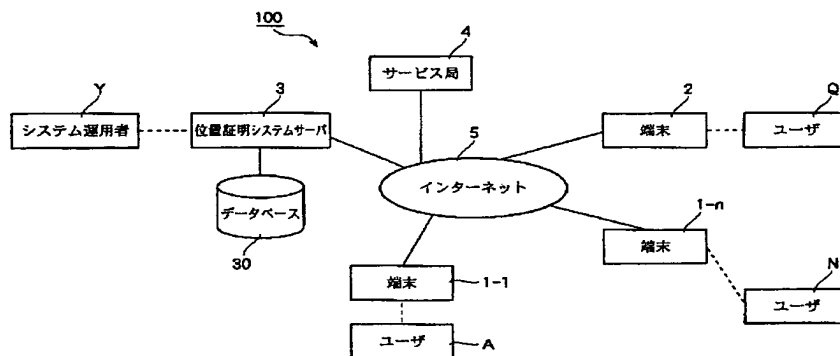 100
4
サービス局
Y
3
2
Q
システム運用者
位置証明システムサーバ
端末
ユーザ
5
インターネット
データベース
30
1-n
端末
端末
1-1
N
ユーザ
ユーザ
A